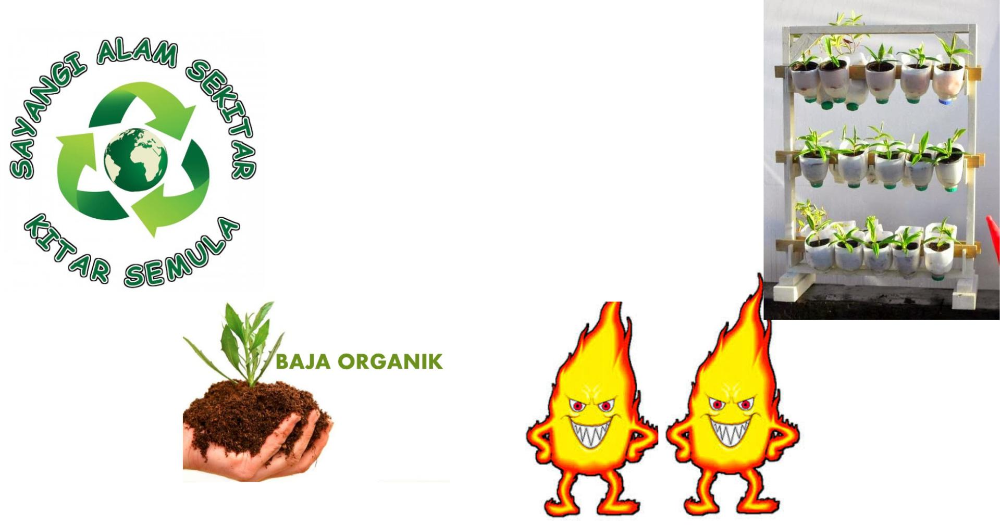 SAYANGI ALAM SEKITAR
KITAR SEMULA
BAJA ORGANIK